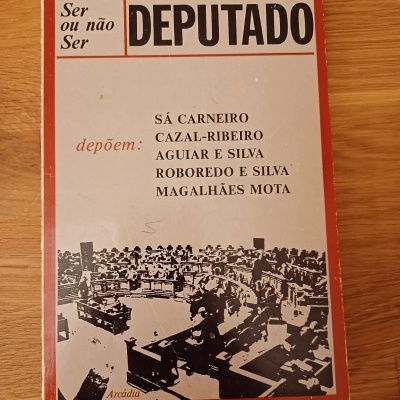 Ser
ou não
Ser
DEPUTADO
depõem:
SÁ CARNEIRO
CAZAL-RIBEIRO
AGUIAR E SILVA
ROBOREDO E SILVA
MAGALHÃES MOTA
Arcádia